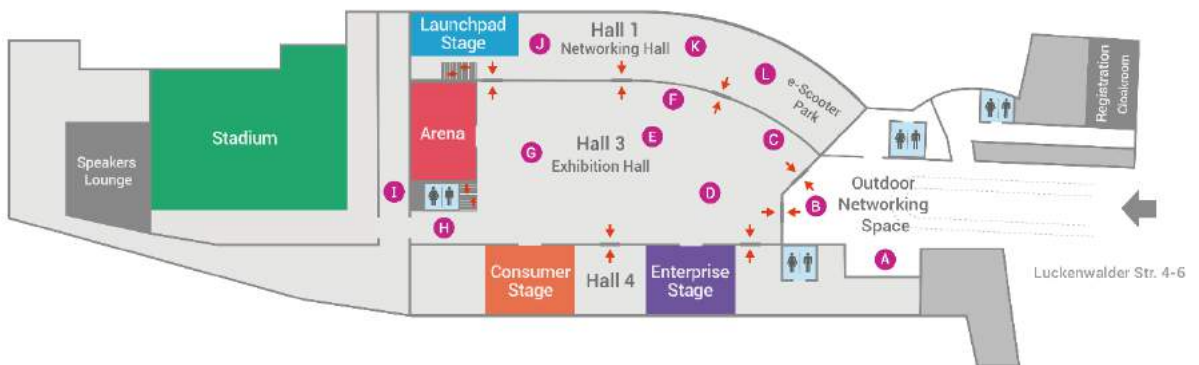 Launchpad
Stage
Hall 1
Networking Hall
J
K
L
e-Scooter
Park
Registration
Cloakroom
Stadium
Arena
F
E
Hall 3
Exhibition Hall
G
C
D
Speakers
Lounge
I
H
B
Outdoor
Networking
Space
A
Consumer
Stage
Hall 4
Enterprise
Stage
Luckenwalder Str. 4-6